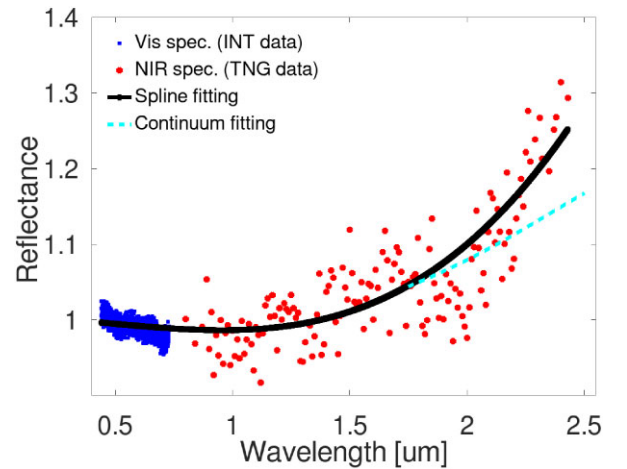 1.4
1.3
1.2
1.1
1
Reflectance
Vis spec. (INT data)
NIR spec. (TNG data)
Spline fitting
Continuum fitting
0.5 1 1.5 2 2.5
Wavelength [um]